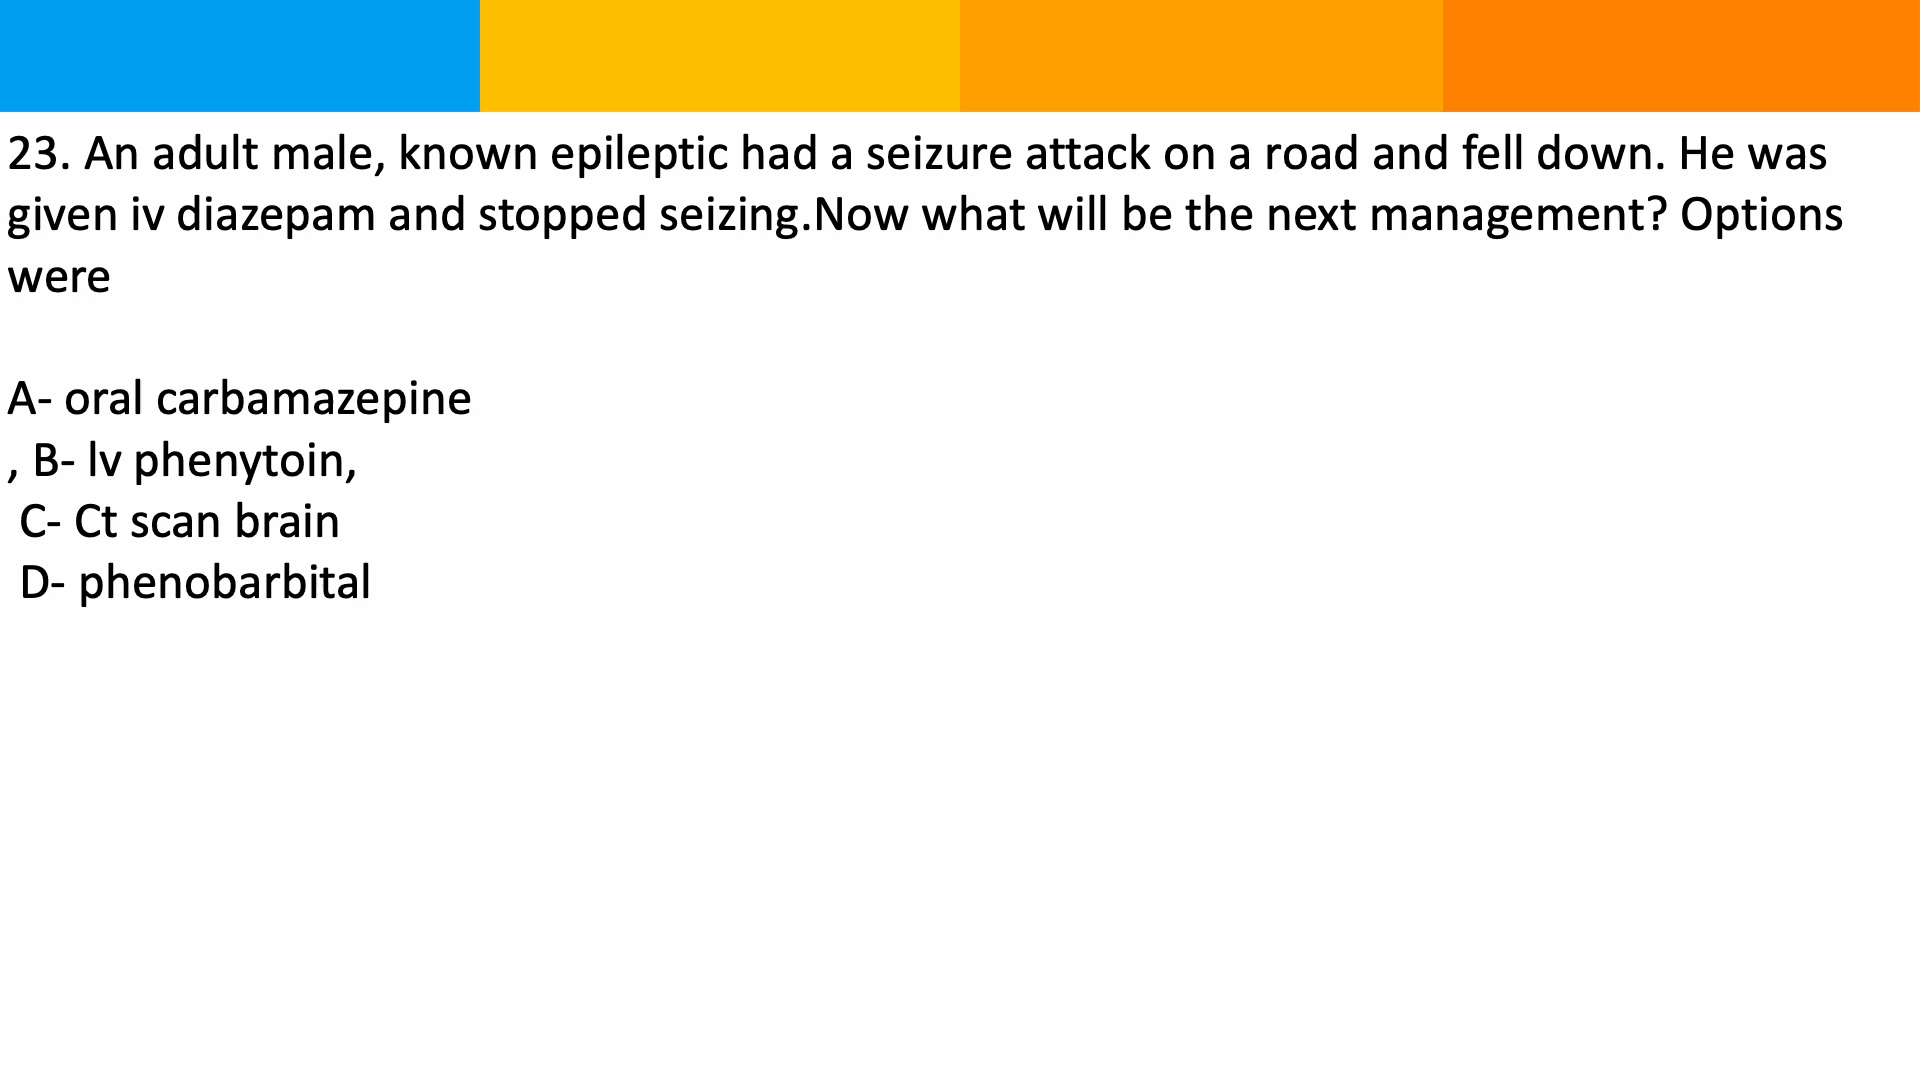 23. An adult male, known epileptic had a seizure attack on a road and fell down. He was
given iv diazepam and stopped seizing.Now what will be the next management? Options
were
A- oral carbamazepine
, B- lv phenytoin,
C- Ct scan brain
D- phenobarbital